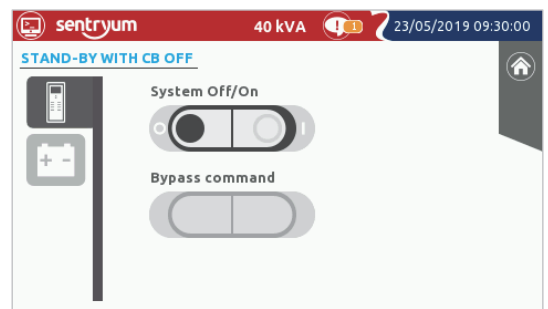 sentryum 40 kVA ! 1 23/05/2019 09:30:00
STAND-BY WITH CB OFF
System Off/On
O I
+ -
Bypass command